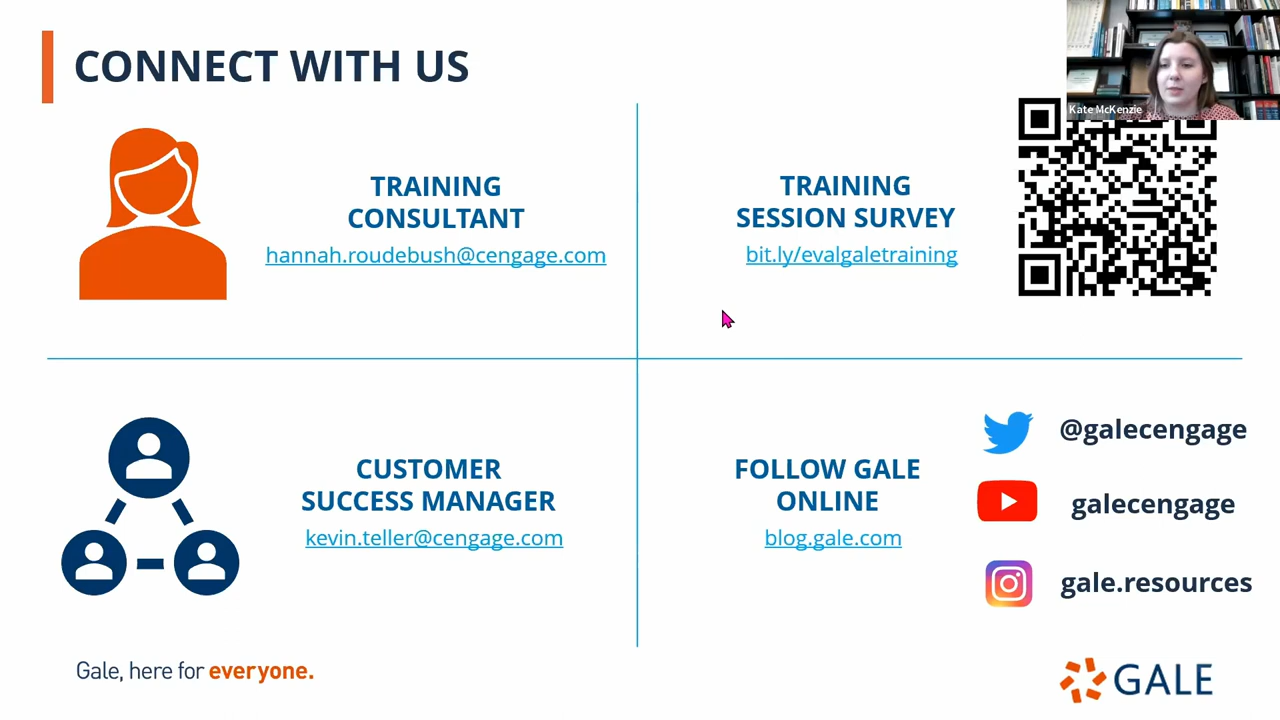 CONNECT WITH US
Kate McKenzie
TRAINING
CONSULTANT
hannah.roudebush@cengage.com
TRAINING
SESSION SURVEY
bit.ly/evalgaletraining
CUSTOMER
SUCCESS MANAGER
kevin.teller@cengage.com
FOLLOW GALE
ONLINE
blog.gale.com
@galecengage
galecengage
gale.resources
Gale, here for everyone.
GALE